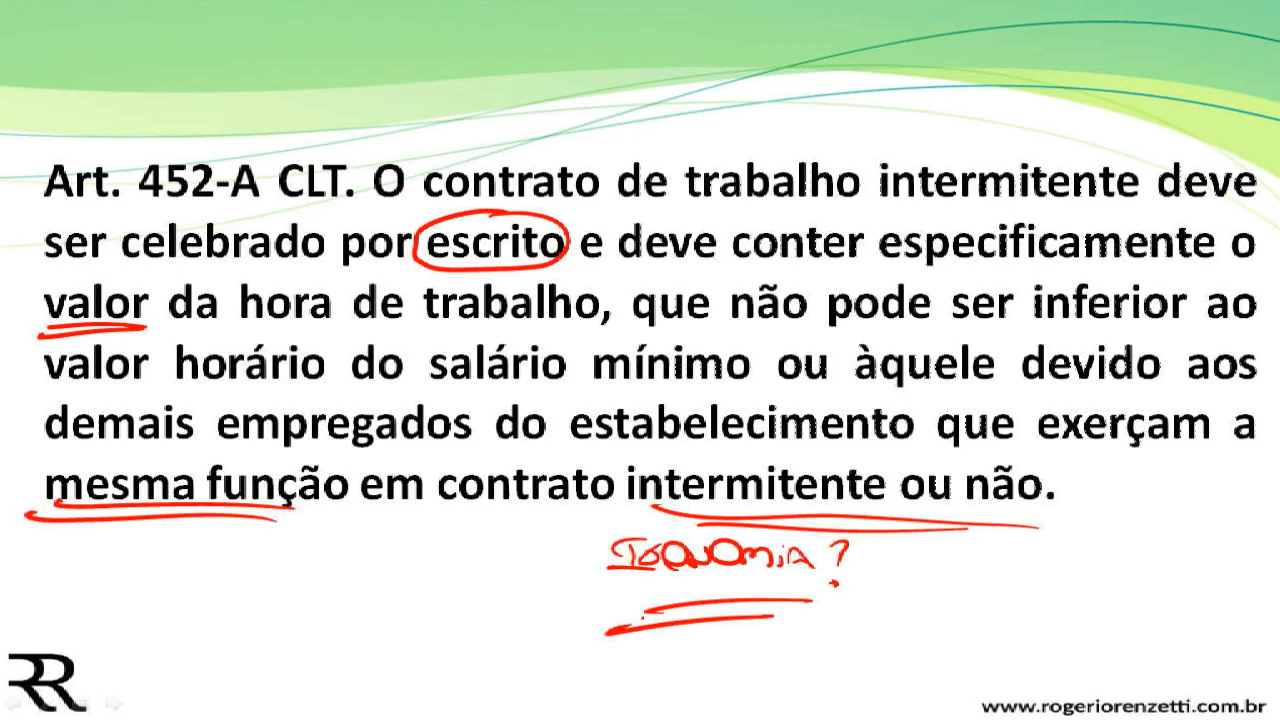 Art. 452-A CLT. O contrato de trabalho intermitente deve
ser celebrado por escrito e deve conter especificamente o
valor da hora de trabalho, que não pode ser inferior ao
valor horário do salário mínimo ou àquele devido aos
demais empregados do estabelecimento que exerçam a
mesma função em contrato intermitente ou não.
Isonomia?
RR
www.rogeriorenzetti.com.br